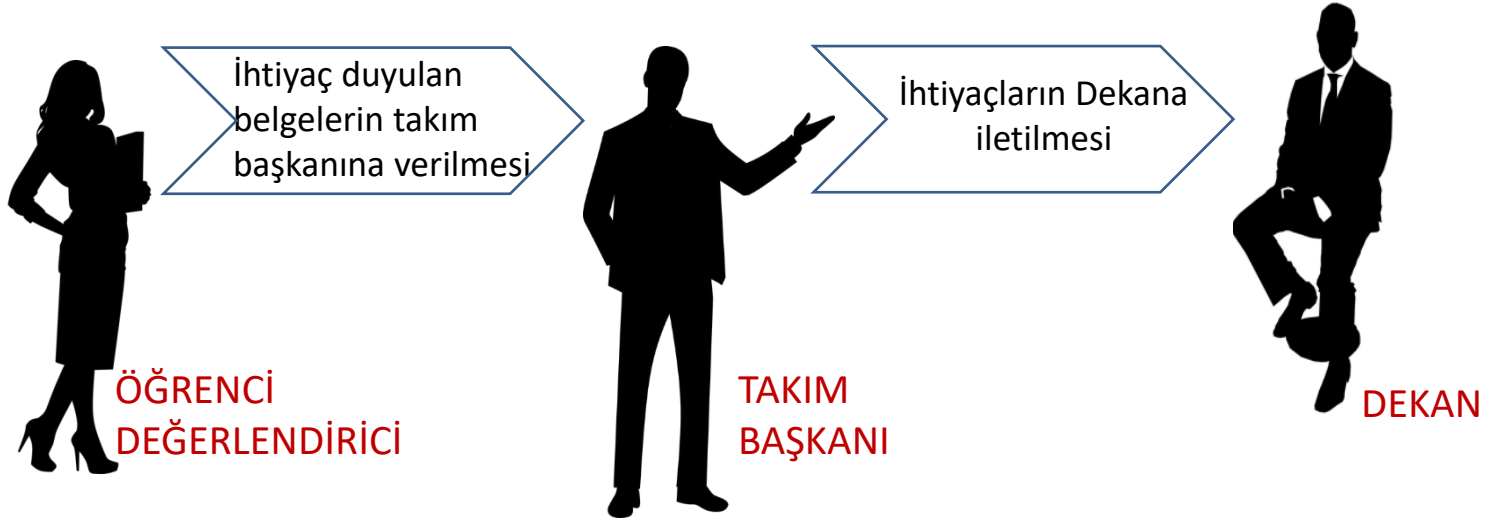 İhtiyaç duyulan
belgelerin takım
başkanına verilmesi
İhtiyaçların Dekana
iletilmesi
ÖĞRENCİ
DEĞERLENDİRİCİ
TAKIM
BAŞKANI
DEKAN